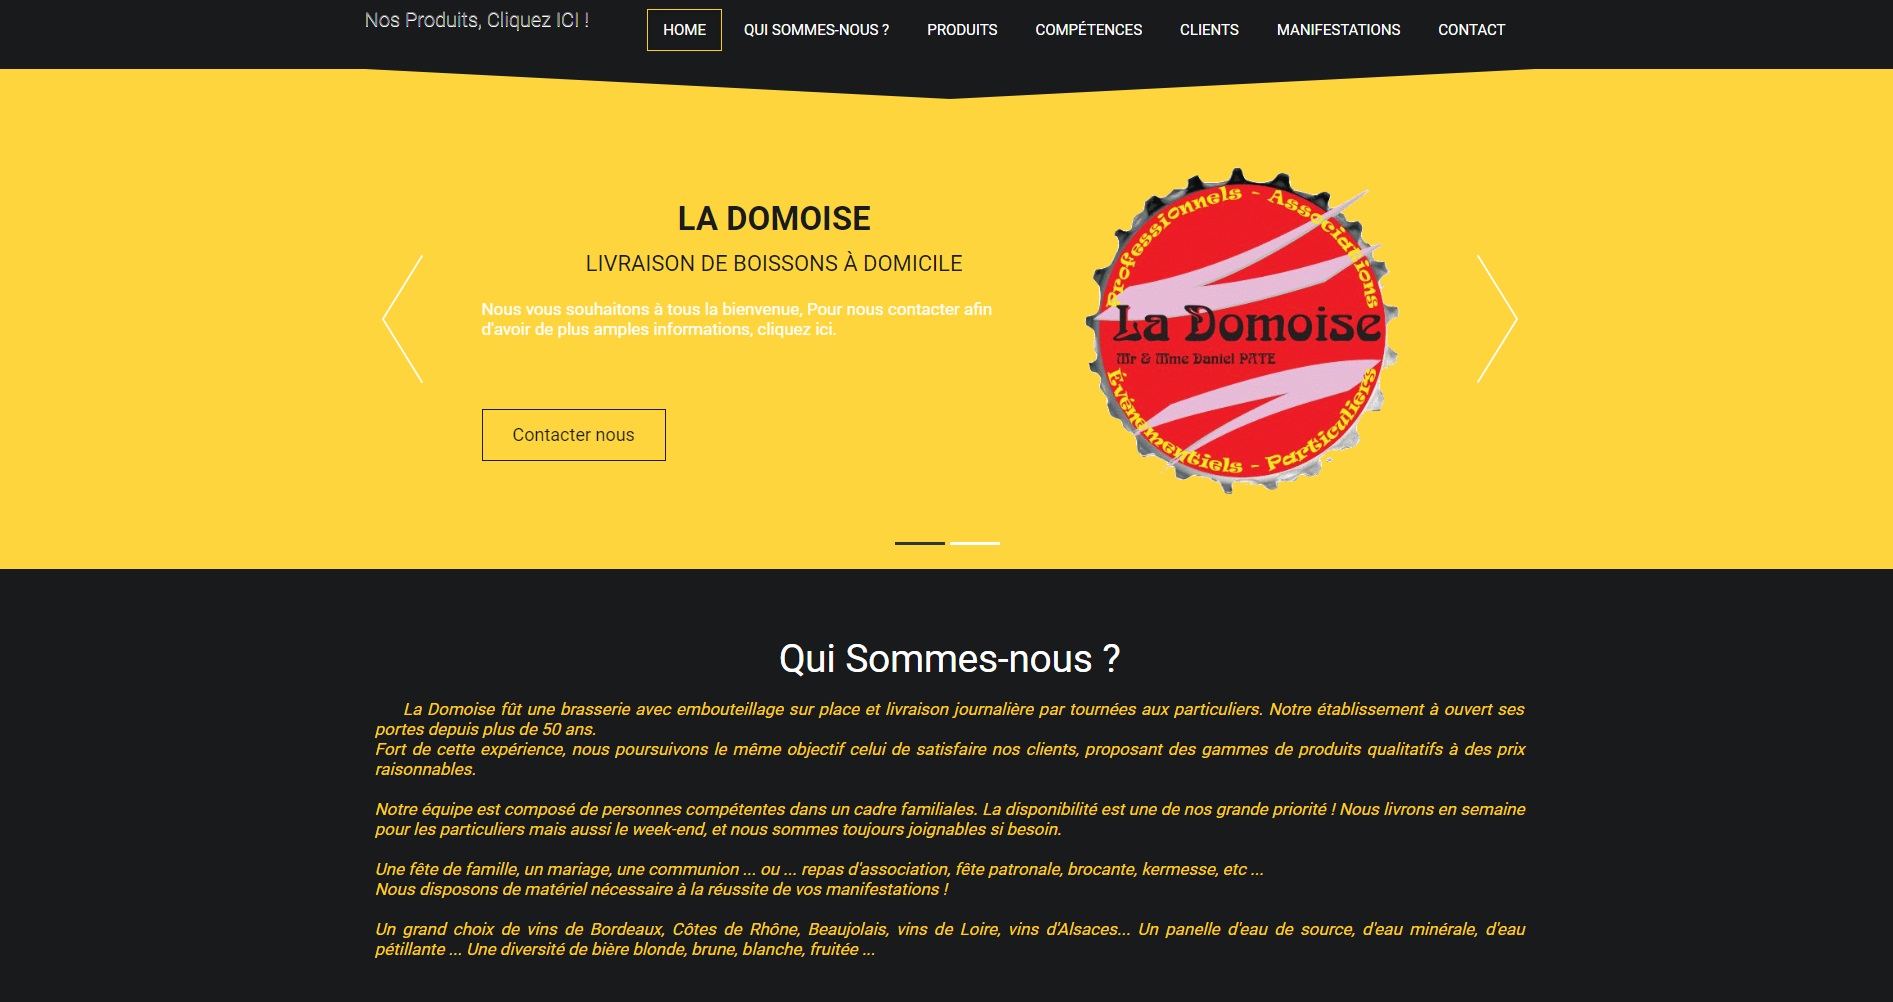 Nos Produits, Cliquez ICI !
HOME
QUI SOMMES-NOUS ?
PRODUITS
COMPÉTENCES
CLIENTS
MANIFESTATIONS
CONTACT
LA DOMOISE
LIVRAISON DE BOISSONS À DOMICILE
Nous vous souhaitons à tous la bienvenue, Pour nous contacter afin
d'avoir de plus amples informations, cliquez ici.
Contacter nous
Professionnels - Associations
La Domoise
Mr & Mme Daniel PATE
Événementiels - Particuliers
Qui Sommes-nous ?
La Domoise fût une brasserie avec embouteillage sur place et livraison journalière par tournées aux particuliers. Notre établissement à ouvert ses
portes depuis plus de 50 ans.
Fort de cette expérience, nous poursuivons le même objectif celui de satisfaire nos clients, proposant des gammes de produits qualitatifs à des prix
raisonnables.
Notre équipe est composé de personnes compétentes dans un cadre familiales. La disponibilité est une de nos grande priorité ! Nous livrons en semaine
pour les particuliers mais aussi le week-end, et nous sommes toujours joignables si besoin.
Une fête de famille, un mariage, une communion ... ou ... repas d'association, fête patronale, brocante, kermesse, etc ...
Nous disposons de matériel nécessaire à la réussite de vos manifestations !
Un grand choix de vins de Bordeaux, Côtes de Rhône, Beaujolais, vins de Loire, vins d'Alsaces... Un panelle d'eau de source, d'eau minérale, d'eau
pétillante ... Une diversité de bière blonde, brune, blanche, fruitée ...